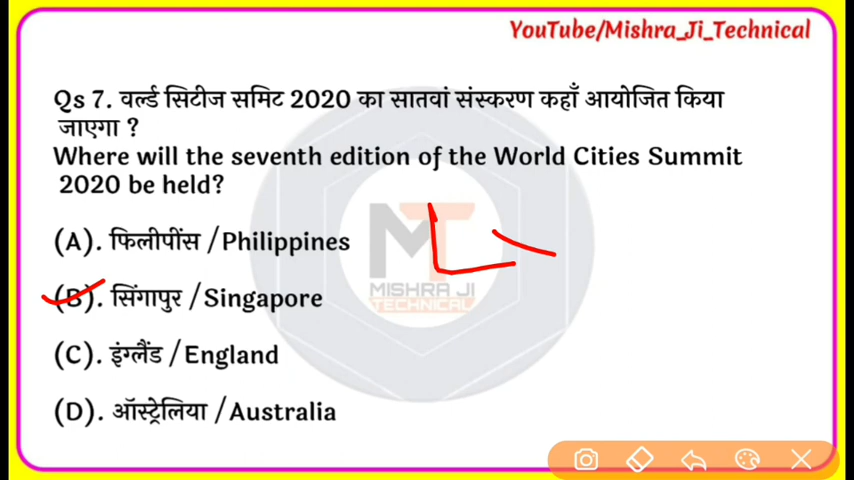 YouTube/Mishra_Ji_Technical
Qs 7. वर्ल्ड सिटीज समिट 2020 का सातवां संस्करण कहाँ आयोजित किया
जाएगा ?
Where will the seventh edition of the World Cities Summit
2020 be held?
(A). फिलीपींस /Philippines
(B). सिंगापुर /Singapore
(C). इंग्लैंड /England
(D). ऑस्ट्रेलिया /Australia
MT
MISHRA JI
TECHNICAL